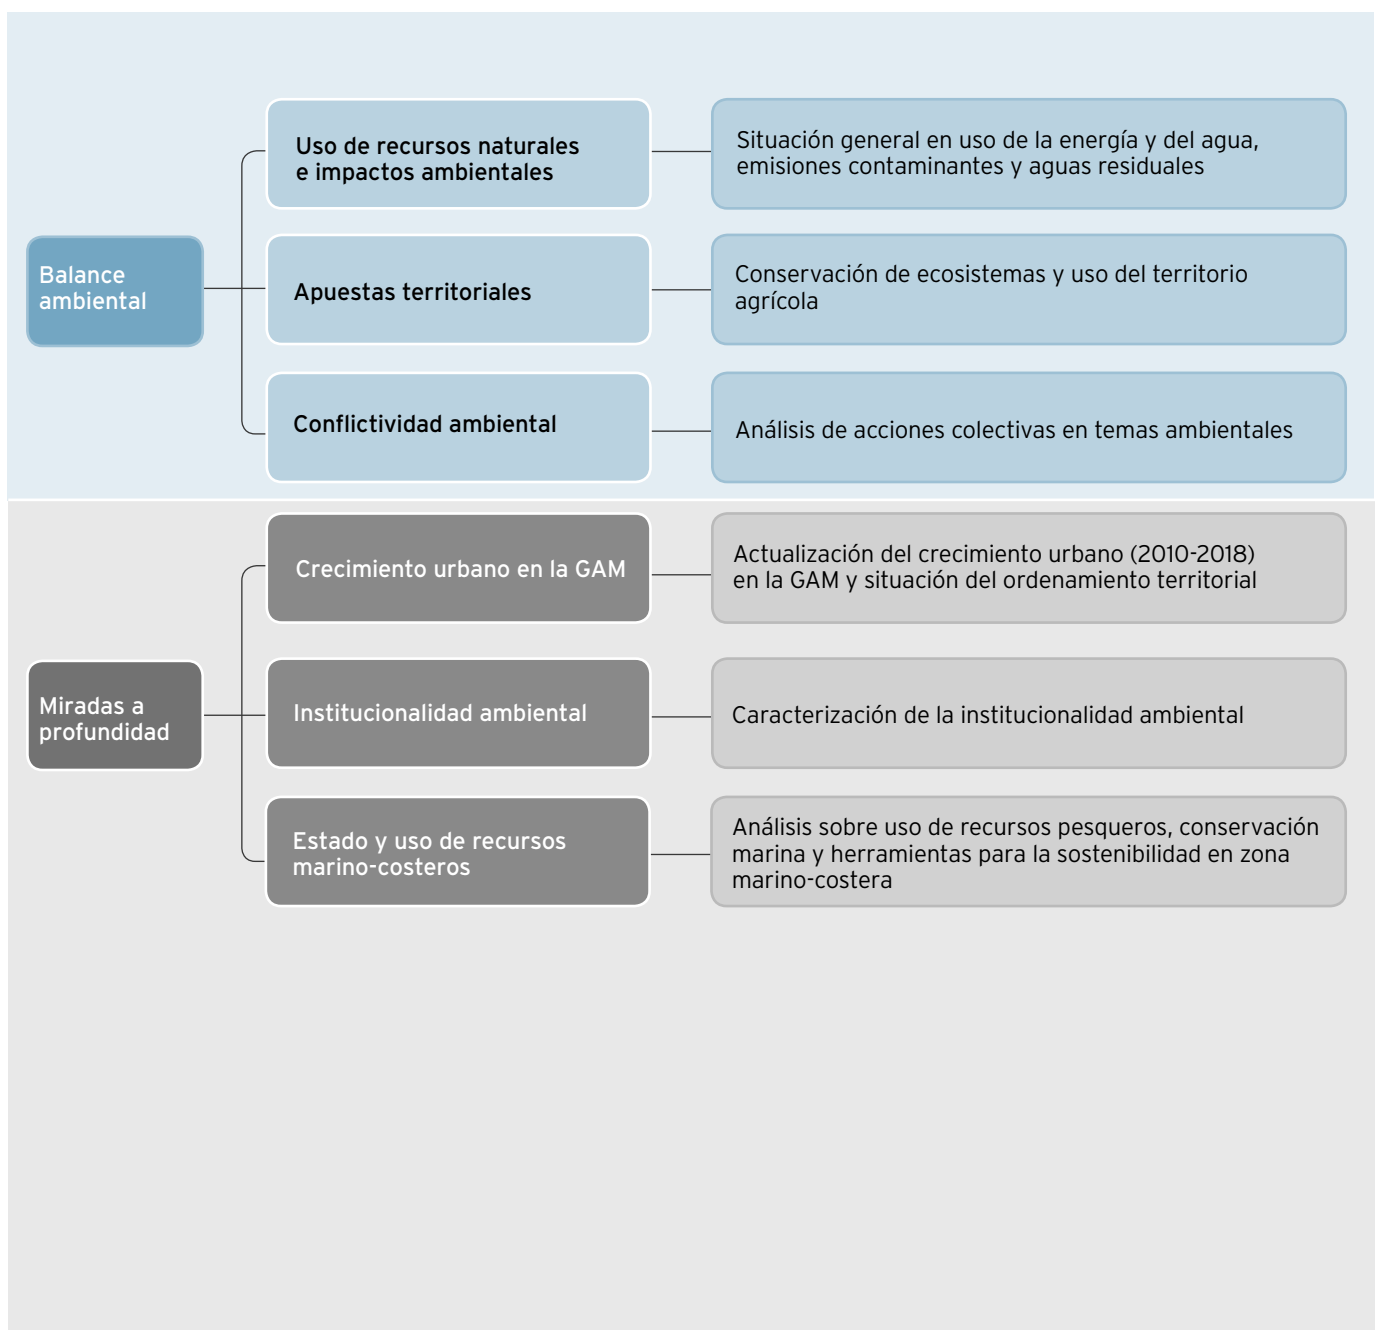 Balance
ambiental
Uso de recursos naturales
e impactos ambientales
Situación general en uso de la energía y del agua,
emisiones contaminantes y aguas residuales
Apuestas territoriales
Conservación de ecosistemas y uso del territorio
agrícola
Conflictividad ambiental
Análisis de acciones colectivas en temas ambientales
Miradas a
profundidad
Crecimiento urbano en la GAM
Actualización del crecimiento urbano (2010-2018)
en la GAM y situación del ordenamiento territorial
Institucionalidad ambiental
Caracterización de la institucionalidad ambiental
Estado y uso de recursos
marino-costeros
Análisis sobre uso de recursos pesqueros, conservación
marina y herramientas para la sostenibilidad en zona
marino-costera